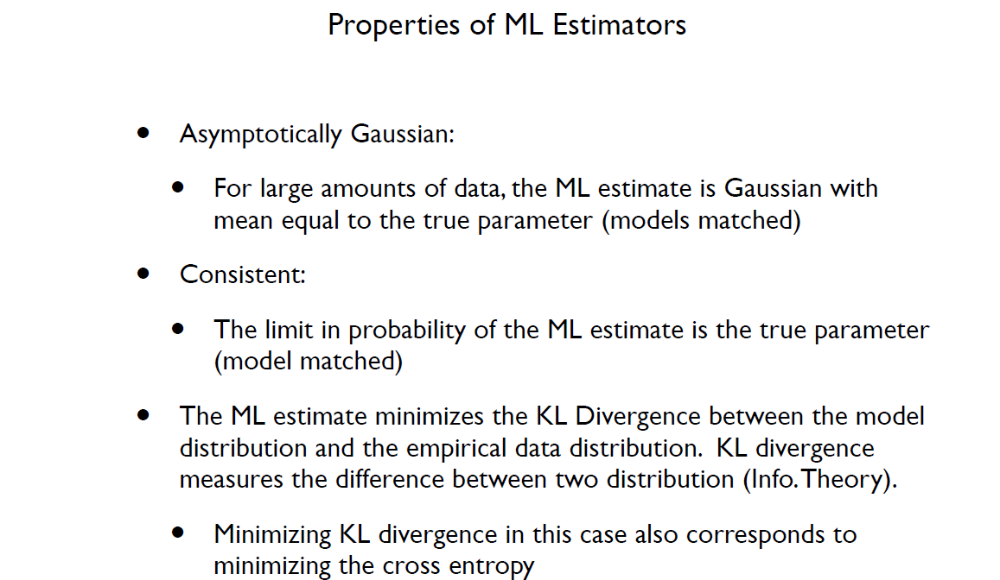 Properties of ML Estimators
• Asymptotically Gaussian:
• For large amounts of data, the ML estimate is Gaussian with
mean equal to the true parameter (models matched)
• Consistent:
• The limit in probability of the ML estimate is the true parameter
(model matched)
• The ML estimate minimizes the KL Divergence between the model
distribution and the empirical data distribution. KL divergence
measures the difference between two distribution (Info. Theory).
• Minimizing KL divergence in this case also corresponds to
minimizing the cross entropy